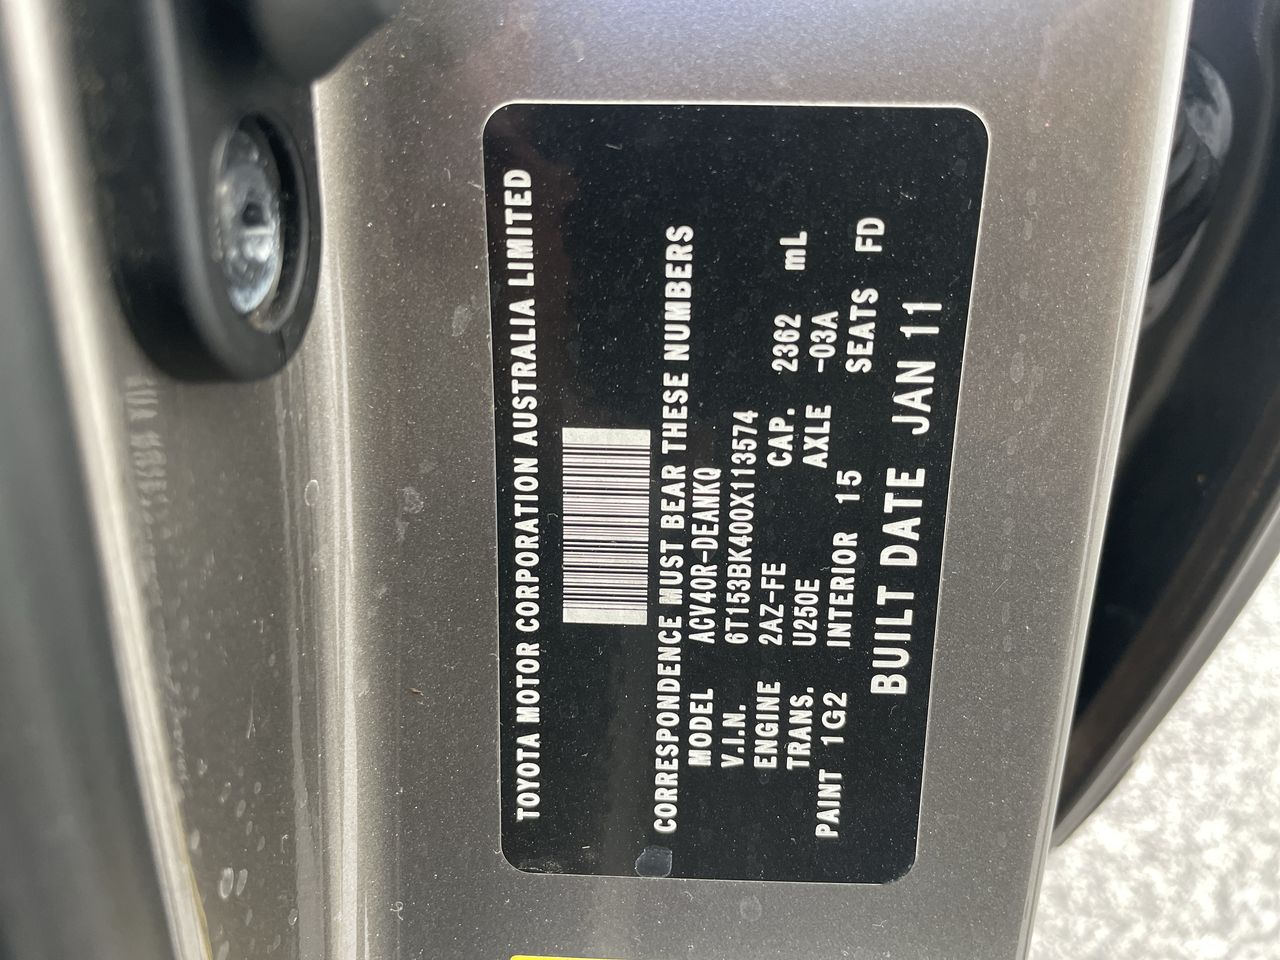 TOYOTA MOTOR CORPORATION AUSTRALIA LIMITED
CORRESPONDENCE MUST BEAR THESE NUMBERS
MODEL ACV40R-DEANKQ
V.I.N. 6T153BK400X113574
ENGINE 2AZ-FE CAP. 2362 mL
TRANS. U250E AXLE -03A
PAINT 1G2 INTERIOR 15 SEATS FD
BUILT DATE JAN 11